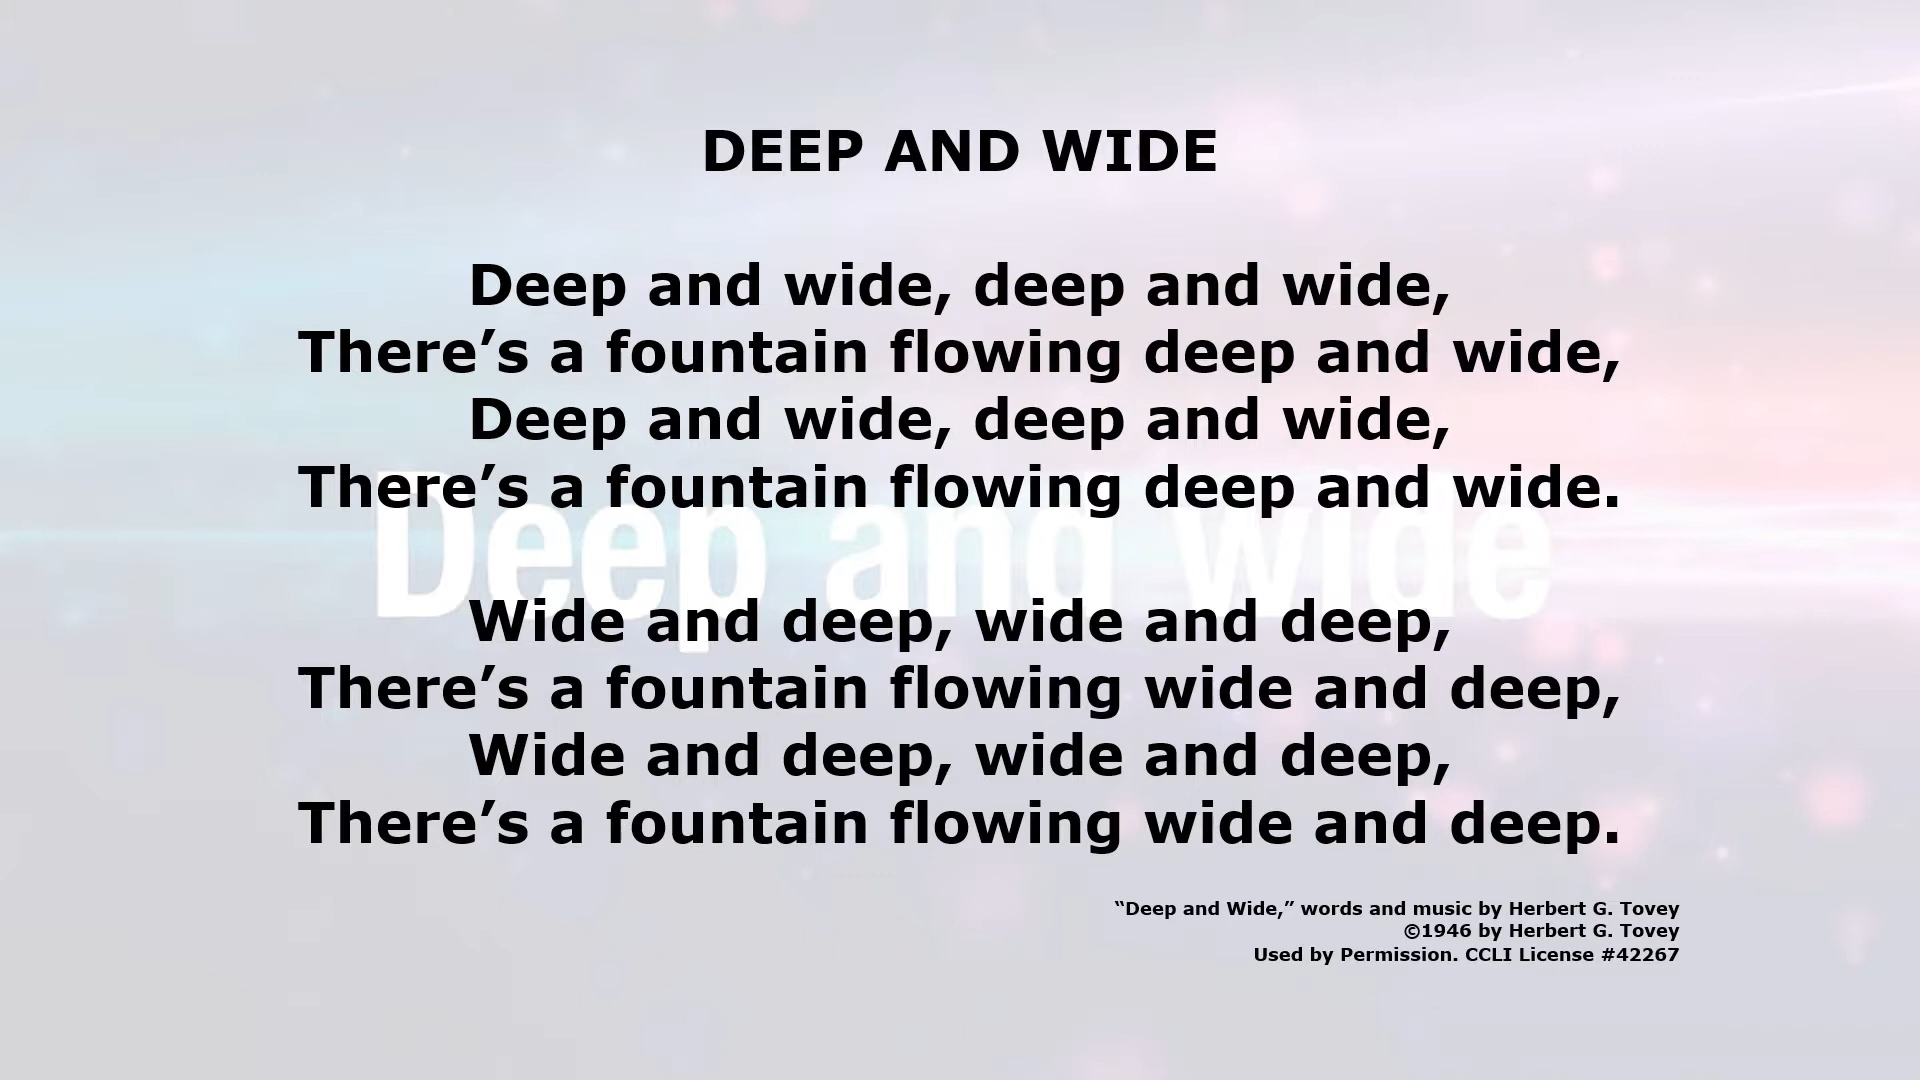 DEEP AND WIDE
Deep and wide, deep and wide,
There’s a fountain flowing deep and wide,
Deep and wide, deep and wide,
There’s a fountain flowing deep and wide.
Deep and wide
Wide and deep, wide and deep,
There’s a fountain flowing wide and deep,
Wide and deep, wide and deep,
There’s a fountain flowing wide and deep.
“Deep and Wide,” words and music by Herbert G. Tovey
©1946 by Herbert G. Tovey
Used by Permission. CCLI License #42267